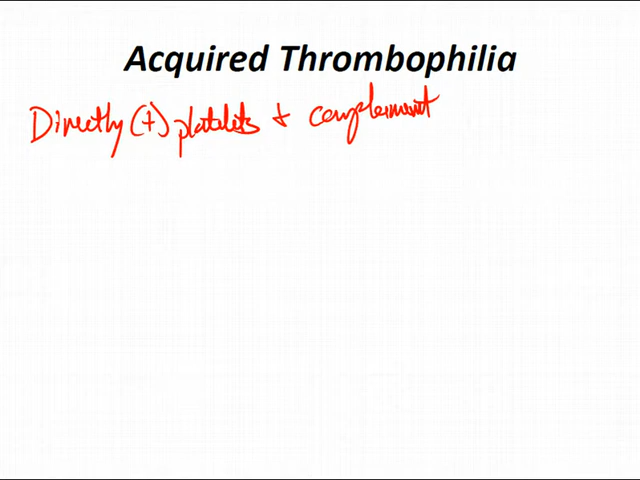 Acquired Thrombophilia
Directly (+) platelets + complement